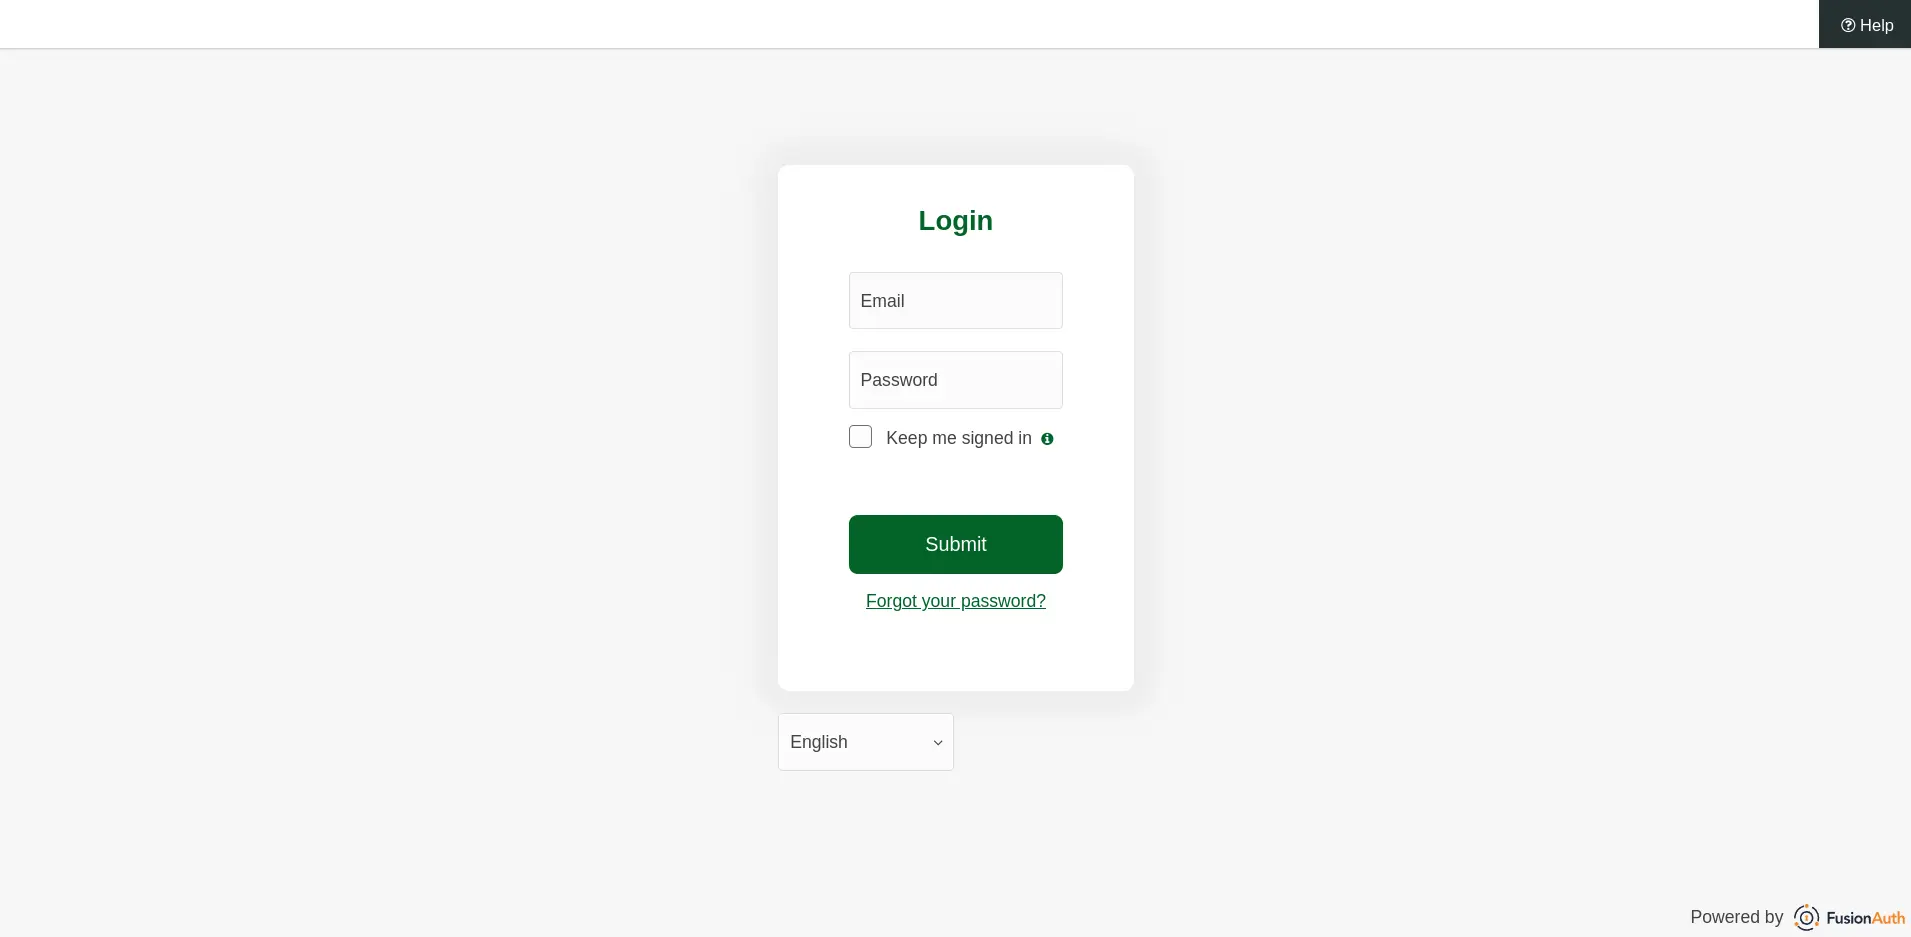 Help
Login
Email
Password
Keep me signed in
Submit
Forgot your password?
English
Powered by FusionAuth